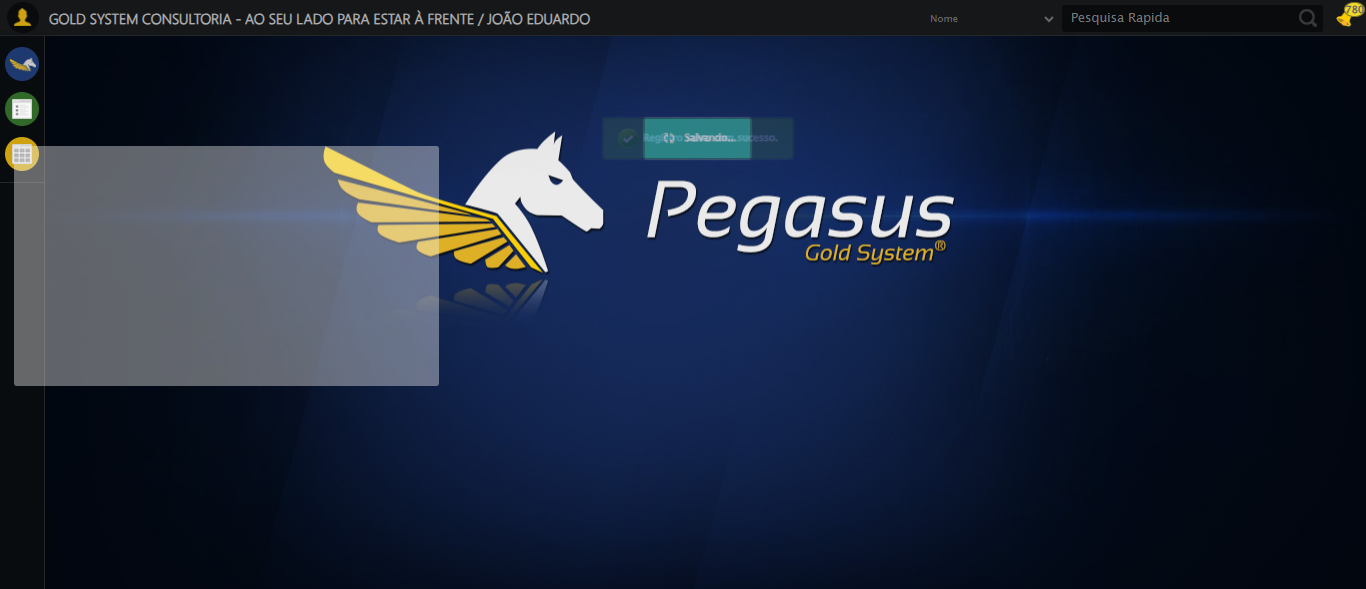 GOLD SYSTEM CONSULTORIA - AO SEU LADO PARA ESTAR À FRENTE / JOÃO EDUARDO
Nome
Pesquisa Rapida
780
Salvando...
sucesso.
Pegasus
Gold System®